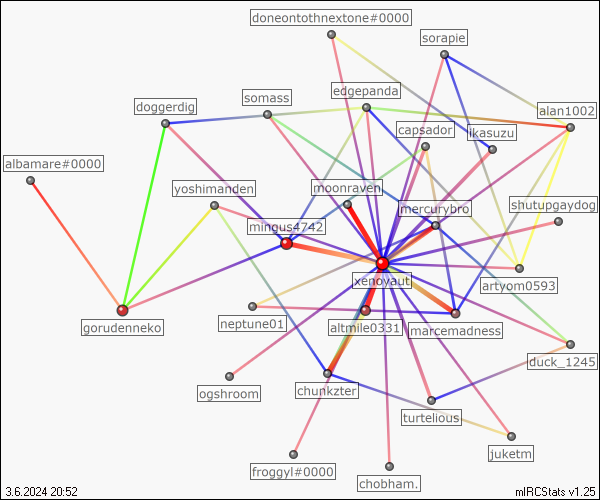 doneontothnextone#0000
sorapie
edgepanda
somass
doggerdig
alan1002
capsador
ikasuzu
albamare#0000
yoshimanden
moonraven
shutupgaydog
mercurybro
mingus4742
xenoyaut
artyom0593
gorudenneko
neptune01
altmile0331
marcemadness
duck_1245
ogshroom
chunkzter
turtelious
juketm
froggyl#0000
chobham.
3.6.2024 20:52
mIRCStats v1.25